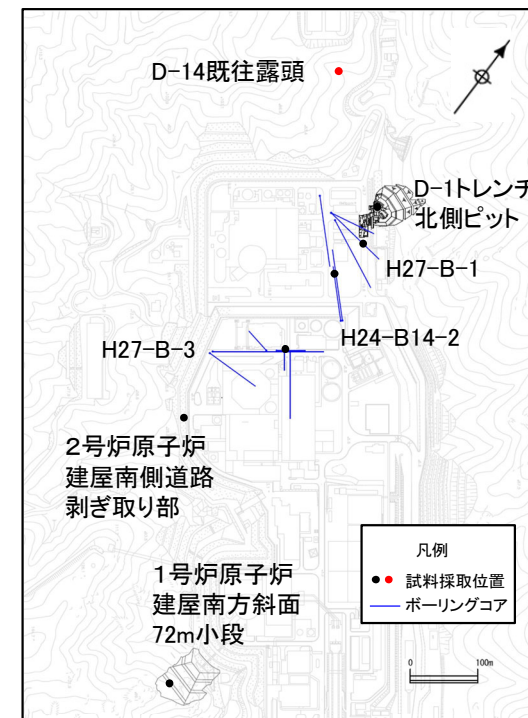 D-14既往露頭
D-1トレンチ
北側ピット
H27-B-1
H24-B14-2
H27-B-3
2号炉原子炉
建屋南側道路
剥ぎ取り部
1号炉原子炉
建屋南方斜面
72m小段
凡例
試料採取位置
ボーリングコア
0 100m